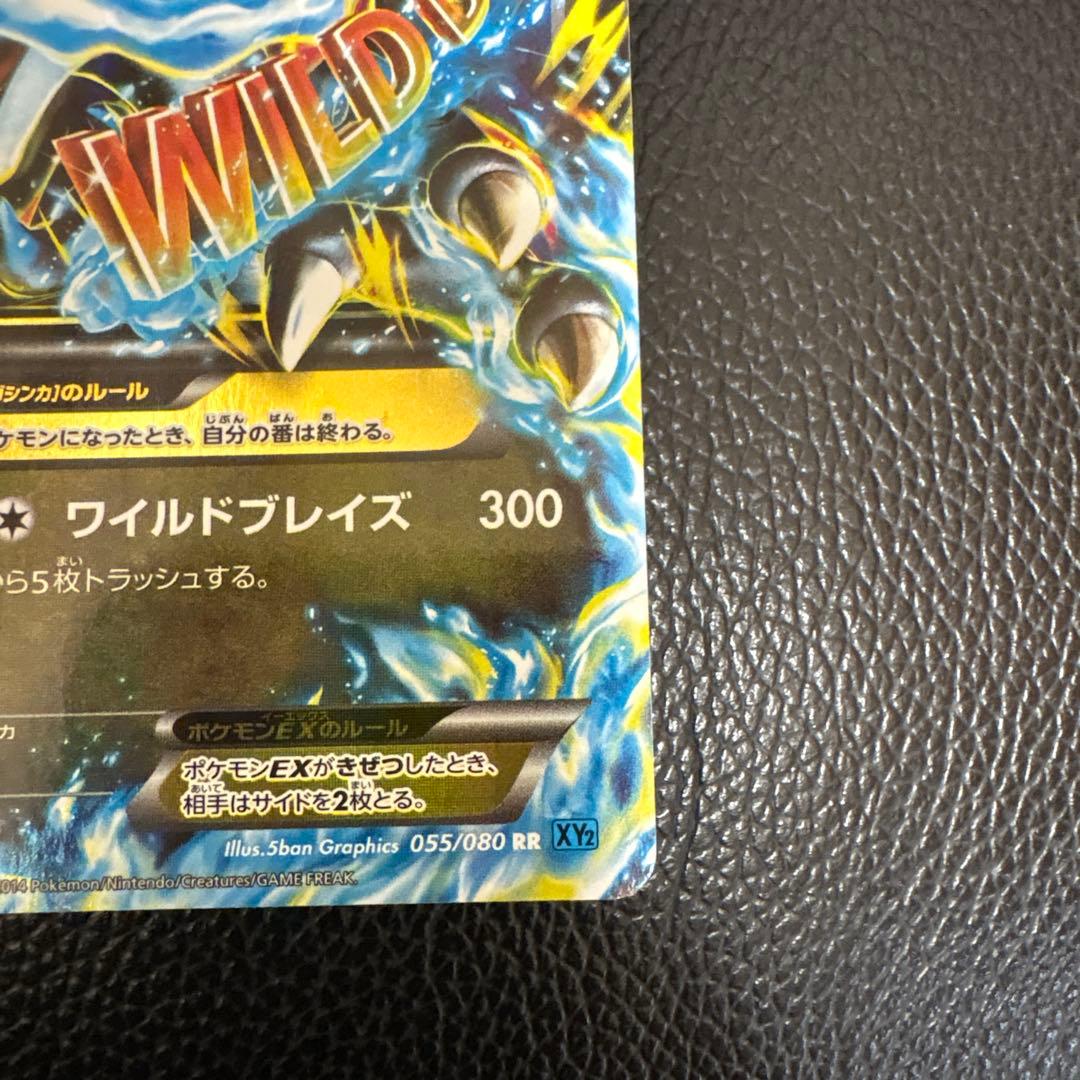 WILD
シンカ]のルール
ケモンになったとき、自分の番は終わる。
ワイルドブレイズ 300
ら5枚トラッシュする。
カ
ポケモンEXのルール
ポケモンEXがきぜつしたとき、
相手はサイドを2枚とる。
Illus.5ban Graphics 055/080 RR XY2
2014 Pokémon/Nintendo/Creatures/GAME FREAK.